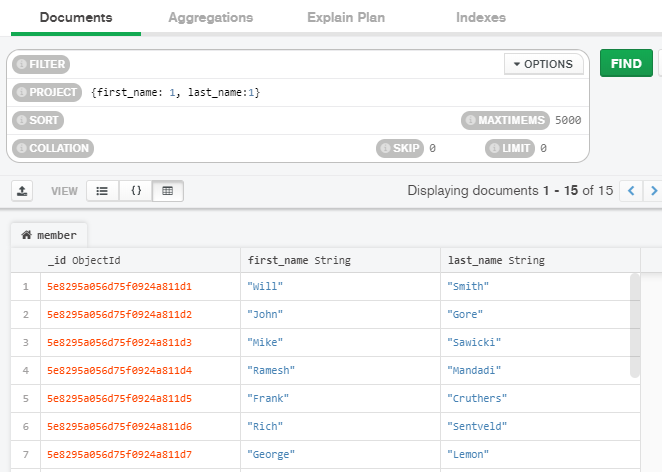 Documents Aggregations Explain Plan Indexes
FILTER OPTIONS FIND
PROJECT {first_name: 1, last_name:1}
SORT MAXTIMEMS 5000
COLLATION SKIP 0 LIMIT 0
VIEW {} Displaying documents 1 - 15 of 15
member
_id ObjectId first_name String last_name String
1 5e8295a056d75f0924a811d1 "Will" "Smith"
2 5e8295a056d75f0924a811d2 "John" "Gore"
3 5e8295a056d75f0924a811d3 "Mike" "Sawicki"
4 5e8295a056d75f0924a811d4 "Ramesh" "Mandadi"
5 5e8295a056d75f0924a811d5 "Frank" "Cruthers"
6 5e8295a056d75f0924a811d6 "Rich" "Sentveld"
7 5e8295a056d75f0924a811d7 "George" "Lemon"